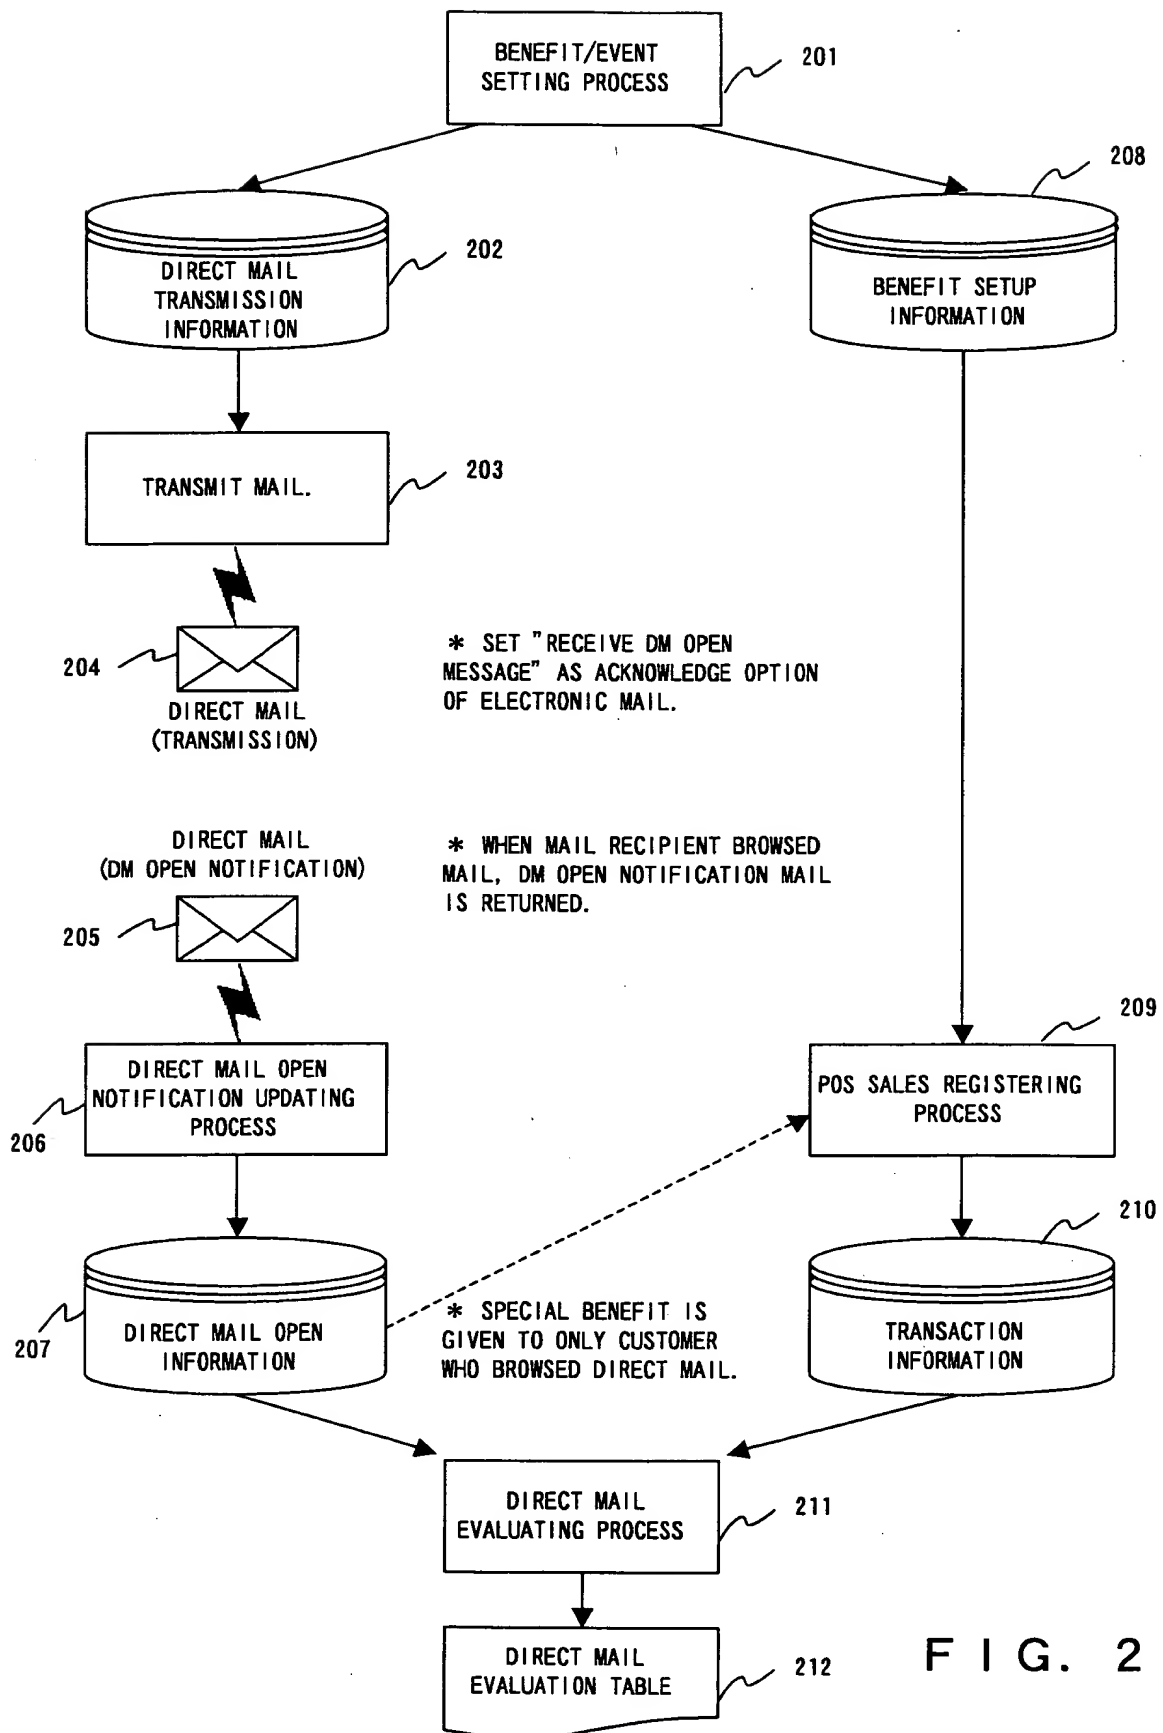 BENEFIT/EVENT
SETTING PROCESS
201
208
202
DIRECT MAIL
TRANSMISSION
INFORMATION
BENEFIT SETUP
INFORMATION
203
TRANSMIT MAIL.
204
DIRECT MAIL
(TRANSMISSION)
* SET "RECEIVE DM OPEN
MESSAGE" AS ACKNOWLEDGE OPTION
OF ELECTRONIC MAIL.
DIRECT MAIL
(DM OPEN NOTIFICATION)
205
* WHEN MAIL RECIPIENT BROWSED
MAIL, DM OPEN NOTIFICATION MAIL
IS RETURNED.
209
DIRECT MAIL OPEN
NOTIFICATION UPDATING
PROCESS
206
POS SALES REGISTERING
PROCESS
210
207
DIRECT MAIL OPEN
INFORMATION
* SPECIAL BENEFIT IS
GIVEN TO ONLY CUSTOMER
WHO BROWSED DIRECT MAIL.
TRANSACTION
INFORMATION
DIRECT MAIL
EVALUATING PROCESS
211
DIRECT MAIL
EVALUATION TABLE
212
FIG. 2